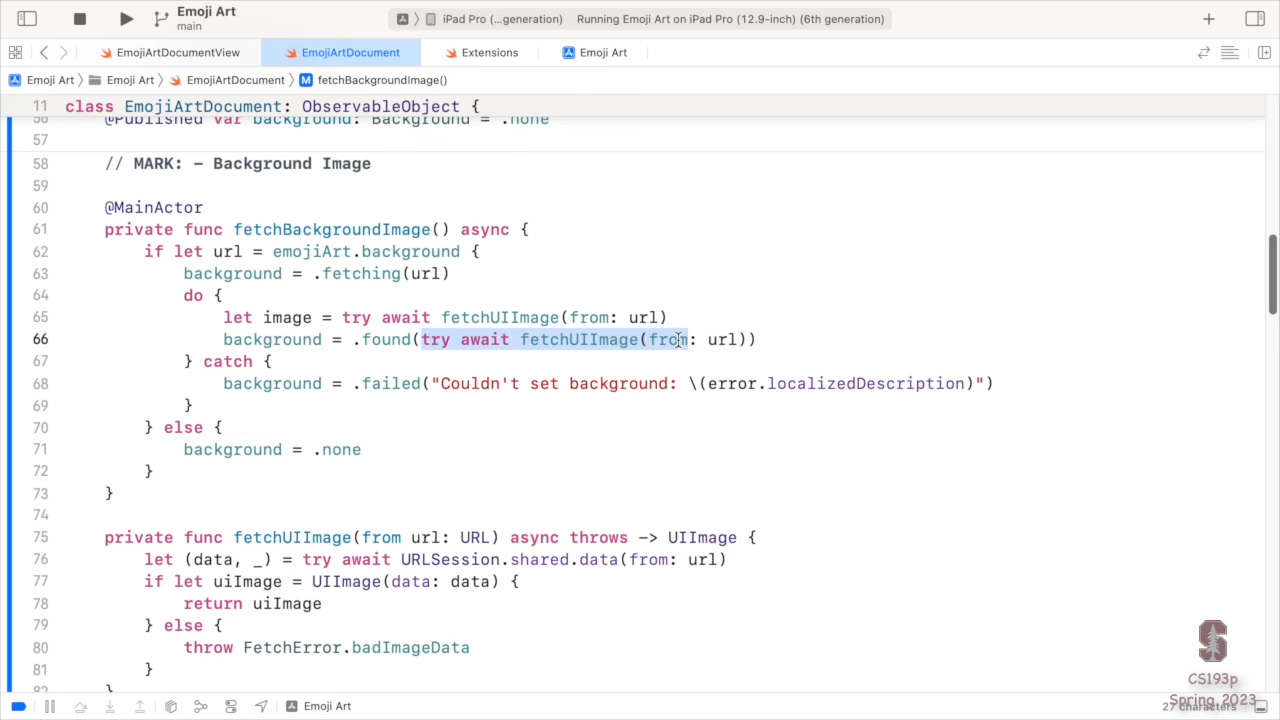 Emoji Art
main
iPad Pro (...generation) Running Emoji Art on iPad Pro (12.9-inch) (6th generation)
EmojiArtDocumentView EmojiArtDocument Extensions Emoji Art
Emoji Art Emoji Art EmojiArtDocument M fetchBackgroundImage()
11 class EmojiArtDocument: ObservableObject {
56 @Published var background: Background = .none
57
58 // MARK: - Background Image
59
60 @MainActor
61 private func fetchBackgroundImage() async {
62 if let url = emojiArt.background {
63 background = .fetching(url)
64 do {
65 let image = try await fetchUIImage(from: url)
66 background = .found(try await fetchUIImage(from: url))
67 } catch {
68 background = .failed("Couldn't set background: \(error.localizedDescription)")
69 }
70 } else {
71 background = .none
72 }
73 }
74
75 private func fetchUIImage(from url: URL) async throws -> UIImage {
76 let (data, _) = try await URLSession.shared.data(from: url)
77 if let uiImage = UIImage(data: data) {
78 return uiImage
79 } else {
80 throw FetchError.badImageData
81 }
82 }
S
CS193p
Spring 2023
Emoji Art 27 characters